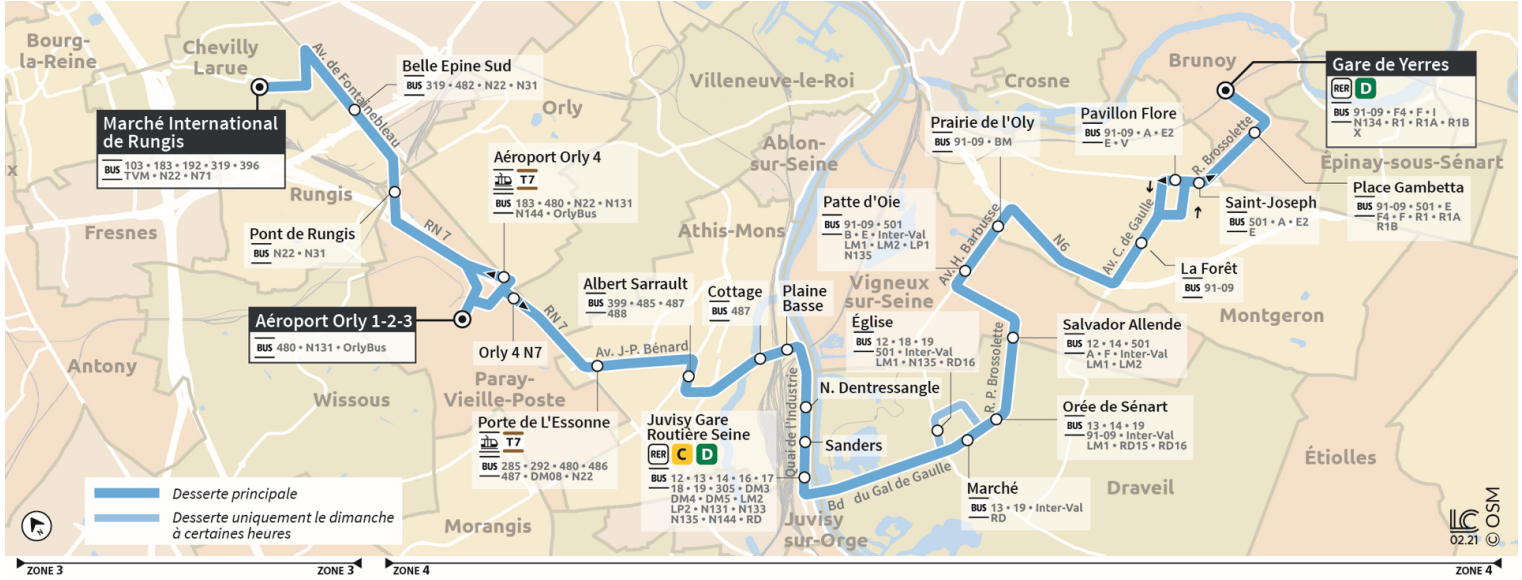 Bourg-
la-Reine
Chevilly
Larue
Av. de Fontainebleau
Belle Epine Sud
BUS 319 • 482 • N22 • N31
Orly
Villeneuve-le-Roi
Crosne
Brunoy
Gare de Yerres
RER D
BUS 91-09 • F4 • F • I
N134 • R1 • R1A • R1B
X
Marché International
de Rungis
BUS 103 • 183 • 192 • 319 • 396
TVM • N22 • N71
Aéroport Orly 4
T7
BUS 183 • 480 • N22 • N131
N144 • OrlyBus
Ablon-
sur-Seine
Prairie de l'Oly
BUS 91-09 • BM
Pavillon Flore
BUS 91-09 • A • E2
E • V
R. Brossolette
Épinay-sous-Sénart
Place Gambetta
BUS 91-09 • 501 • E
F4 • F • R1 • R1A
R1B
Saint-Joseph
BUS 501 • A • E2
E
x
Rungis
Fresnes
Pont de Rungis
BUS N22 • N31
RN 7
Athis-Mons
Patte d'Oie
BUS 91-09 • 501
B • E • Inter-Val
LM1 • LM2 • LP1
N135
Av. H. Barbusse
N6
Av. C. de Gaulle
La Forêt
BUS 91-09
Albert Sarrault
BUS 399 • 485 • 487
488
Cottage
BUS 487
Plaine
Basse
Vigneux
sur-Seine
Montgeron
Aéroport Orly 1-2-3
BUS 480 • N131 • OrlyBus
RN 7
Orly 4 N7
Av. J-P. Bénard
Église
BUS 12 • 18 • 19
501 • Inter-Val
LM1 • N135 • RD16
Salvador Allende
BUS 12 • 14 • 501
A • F • Inter-Val
LM1 • LM2
R. P. Brossolette
Antony
Wissous
Paray-
Vieille-Poste
N. Dentressangle
Quai de l'Industrie
Porte de L'Essonne
T7
BUS 285 • 292 • 480 • 486
487 • DM08 • N22
Juvisy Gare
Routière Seine
RER C D
BUS 12 • 13 • 14 • 16 • 17
18 • 19 • 305 • DM3
DM4 • DM5 • LM2
LP2 • N131 • N133
N135 • N144 • RD
Sanders
Orée de Sénart
BUS 13 • 14 • 19
91-09 • Inter-Val
LM1 • RD15 • RD16
Bd du Gal de Gaulle
Marché
BUS 13 • 19 • Inter-Val
RD
Draveil
Étiolles
Desserte principale
Desserte uniquement le dimanche
à certaines heures
Morangis
Juvisy
sur-Orge
LC
02.21
© OSM
ZONE 3
ZONE 3
ZONE 4
ZONE 4